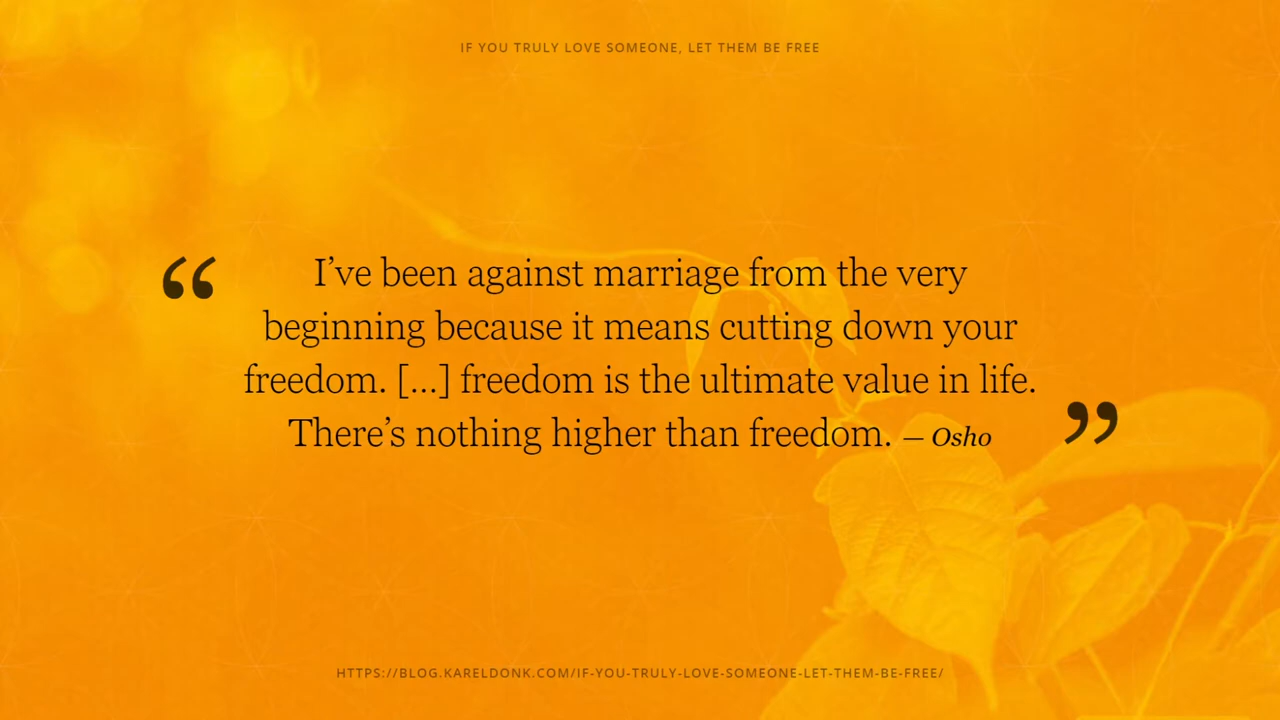 IF YOU TRULY LOVE SOMEONE, LET THEM BE FREE
“ I’ve been against marriage from the very
beginning because it means cutting down your
freedom. [...] freedom is the ultimate value in life.
There’s nothing higher than freedom. — Osho ”
HTTPS://BLOG.KARELDONK.COM/IF-YOU-TRULY-LOVE-SOMEONE-LET-THEM-BE-FREE/